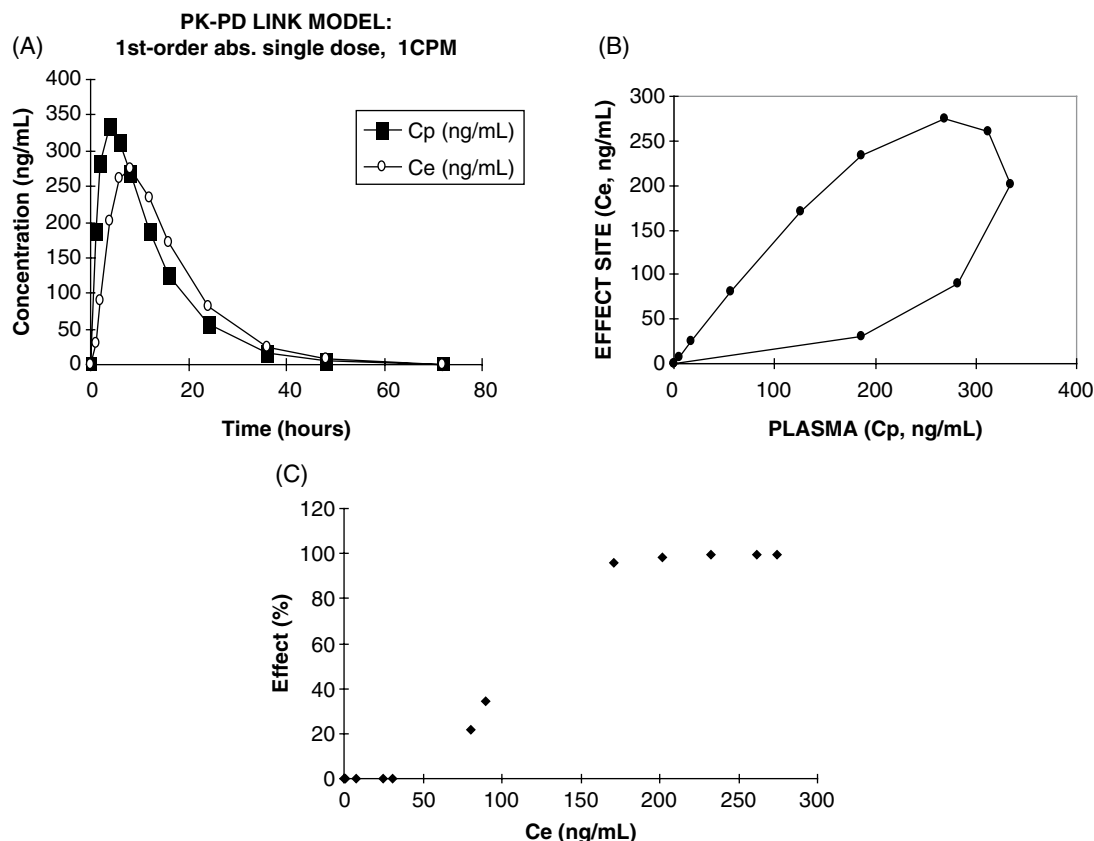 PK-PD LINK MODEL:
1st-order abs. single dose, 1CPM
(A)
400
350
300
250
200
150
100
50
0
Concentration (ng/mL)
0 20 40 60 80
Time (hours)
Cp (ng/mL)
Ce (ng/mL)
(B)
300
250
200
150
100
50
0
EFFECT SITE (Ce, ng/mL)
0 100 200 300 400
PLASMA (Cp, ng/mL)
(C)
120
100
80
60
40
20
0
Effect (%)
0 50 100 150 200 250 300
Ce (ng/mL)